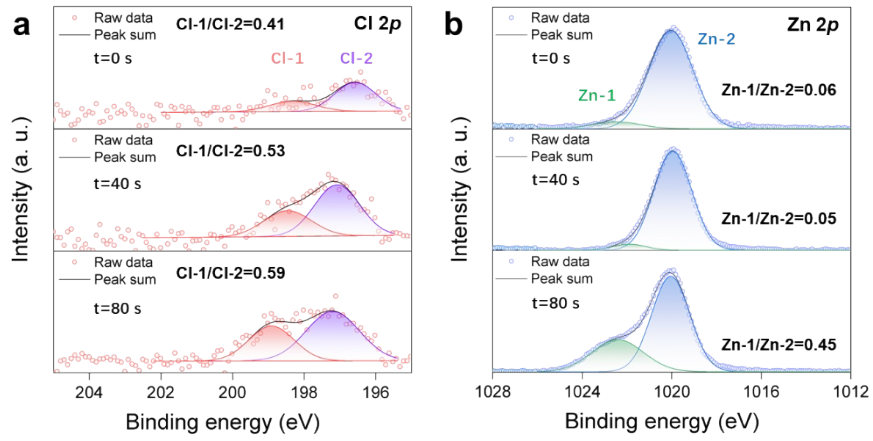 a
Raw data
Peak sum
Cl-1/Cl-2=0.41
Cl 2p
t=0 s
Cl-1
Cl-2
Raw data
Peak sum
Cl-1/Cl-2=0.53
t=40 s
Raw data
Peak sum
Cl-1/Cl-2=0.59
t=80 s
Intensity (a. u.)
204
202
200
198
196
Binding energy (eV)
b
Raw data
Peak sum
Zn 2p
t=0 s
Zn-2
Zn-1
Zn-1/Zn-2=0.06
Raw data
Peak sum
t=40 s
Zn-1/Zn-2=0.05
Raw data
Peak sum
t=80 s
Zn-1/Zn-2=0.45
Intensity (a. u.)
1028
1024
1020
1016
1012
Binding energy (eV)